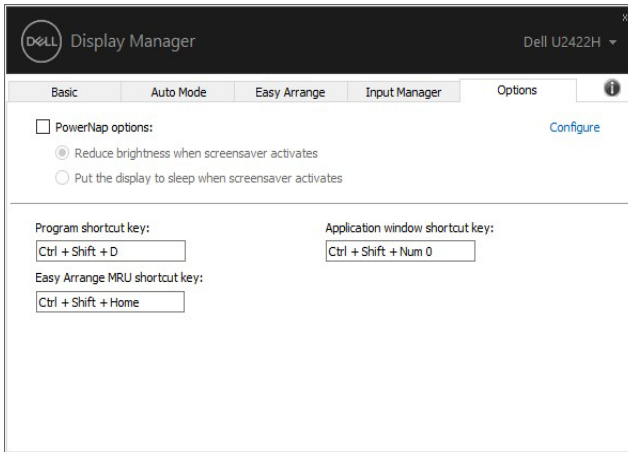 x
DELL Display Manager
Dell U2422H
Basic Auto Mode Easy Arrange Input Manager Options i
PowerNap options:
Configure
Reduce brightness when screensaver activates
Put the display to sleep when screensaver activates
Program shortcut key:
Application window shortcut key:
Ctrl + Shift + D
Ctrl + Shift + Num 0
Easy Arrange MRU shortcut key:
Ctrl + Shift + Home